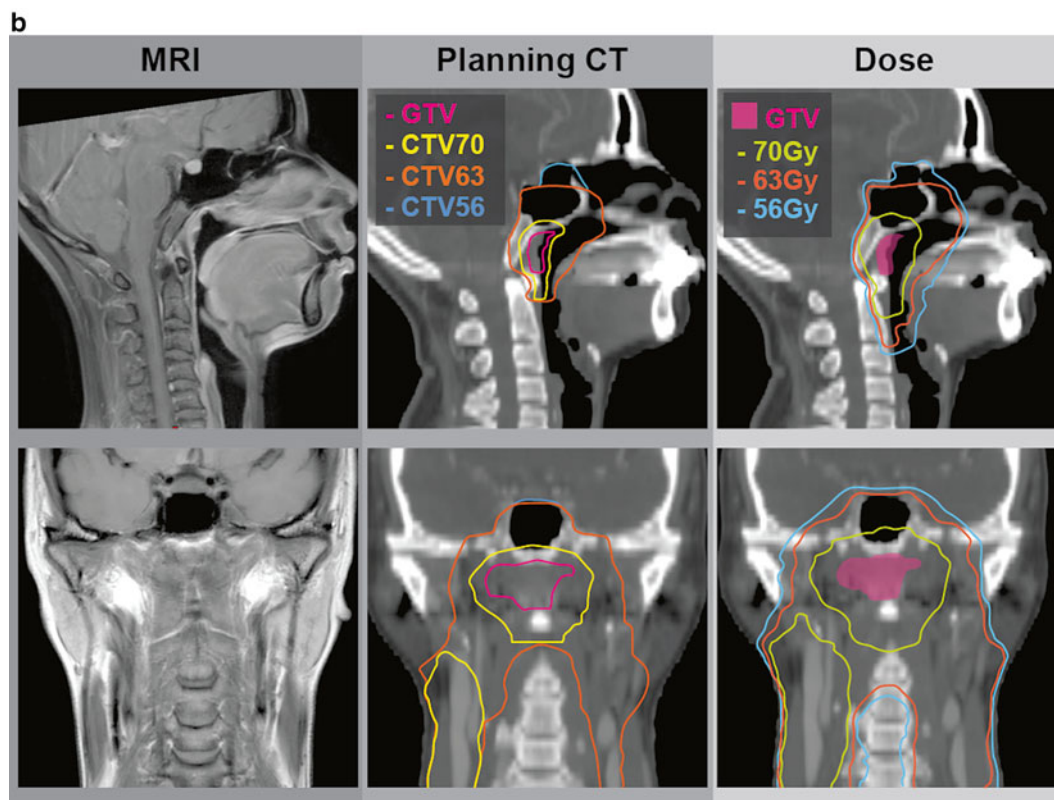 b
MRI
Planning CT
Dose
- GTV
- CTV70
- CTV63
- CTV56
GTV
- 70Gy
- 63Gy
- 56Gy